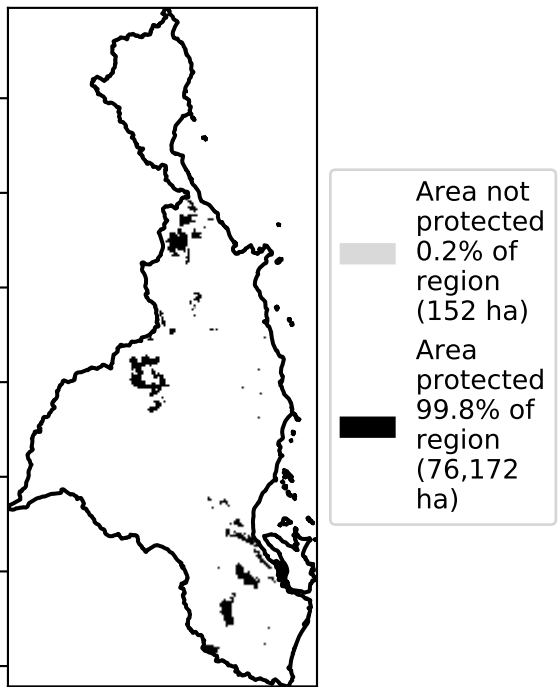 Area not
protected
0.2% of
region
(152 ha)
Area
protected
99.8% of
region
(76,172
ha)